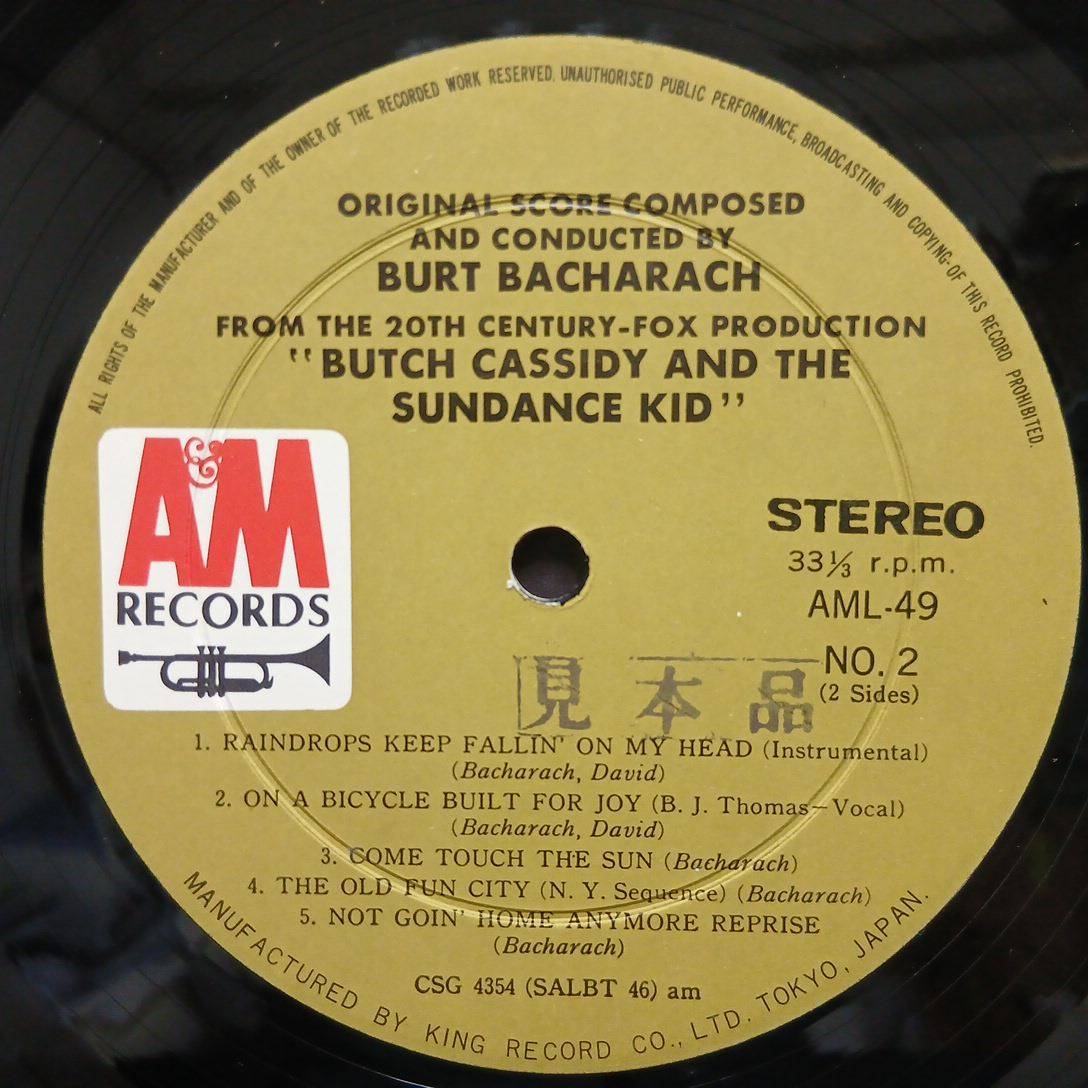 ALL RIGHTS OF THE MANUFACTURER AND OF THE OWNER OF THE RECORDED WORK RESERVED. UNAUTHORISED PUBLIC PERFORMANCE, BROADCASTING AND COPYING OF THIS RECORD PROHIBITED.
ORIGINAL SCORE COMPOSED
AND CONDUCTED BY
BURT BACHARACH
FROM THE 20TH CENTURY-FOX PRODUCTION
"BUTCH CASSIDY AND THE
SUNDANCE KID"
A&M
RECORDS
STEREO
33⅓ r.p.m.
AML-49
NO. 2
(2 Sides)
見本品
1. RAINDROPS KEEP FALLIN' ON MY HEAD (Instrumental)
(Bacharach, David)
2. ON A BICYCLE BUILT FOR JOY (B. J. Thomas–Vocal)
(Bacharach, David)
3. COME TOUCH THE SUN (Bacharach)
4. THE OLD FUN CITY (N. Y. Sequence) (Bacharach)
5. NOT GOIN' HOME ANYMORE REPRISE
(Bacharach)
CSG 4354 (SALBT 46) am
MANUFACTURED BY KING RECORD CO., LTD. TOKYO, JAPAN.